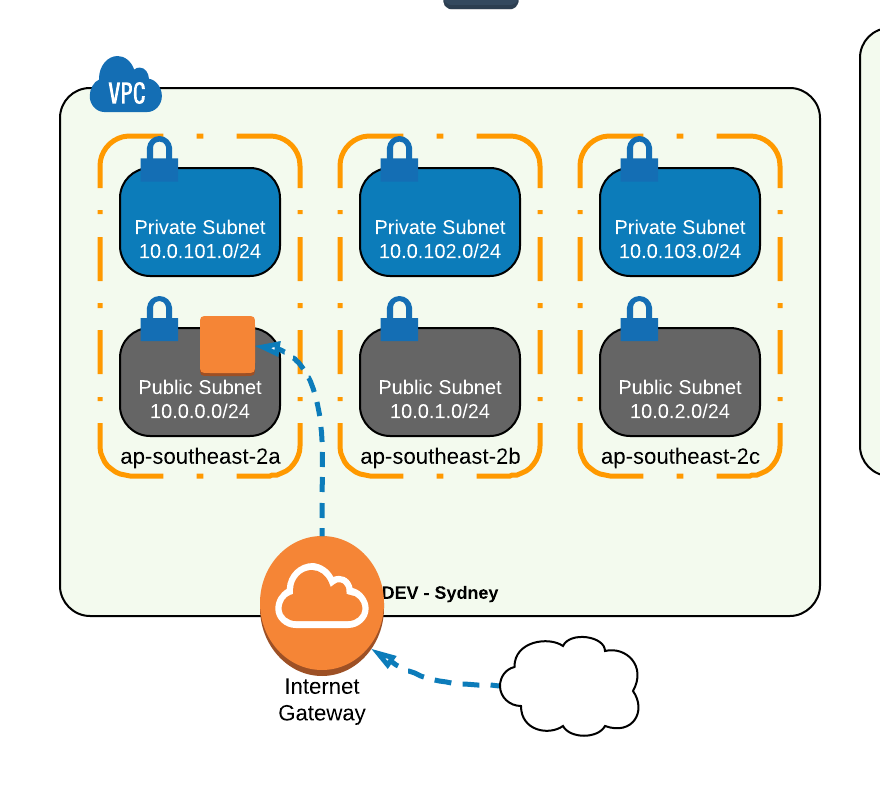 VPC
Private Subnet
10.0.101.0/24
Private Subnet
10.0.102.0/24
Private Subnet
10.0.103.0/24
Public Subnet
10.0.0.0/24
Public Subnet
10.0.1.0/24
Public Subnet
10.0.2.0/24
ap-southeast-2a
ap-southeast-2b
ap-southeast-2c
DEV - Sydney
Internet
Gateway